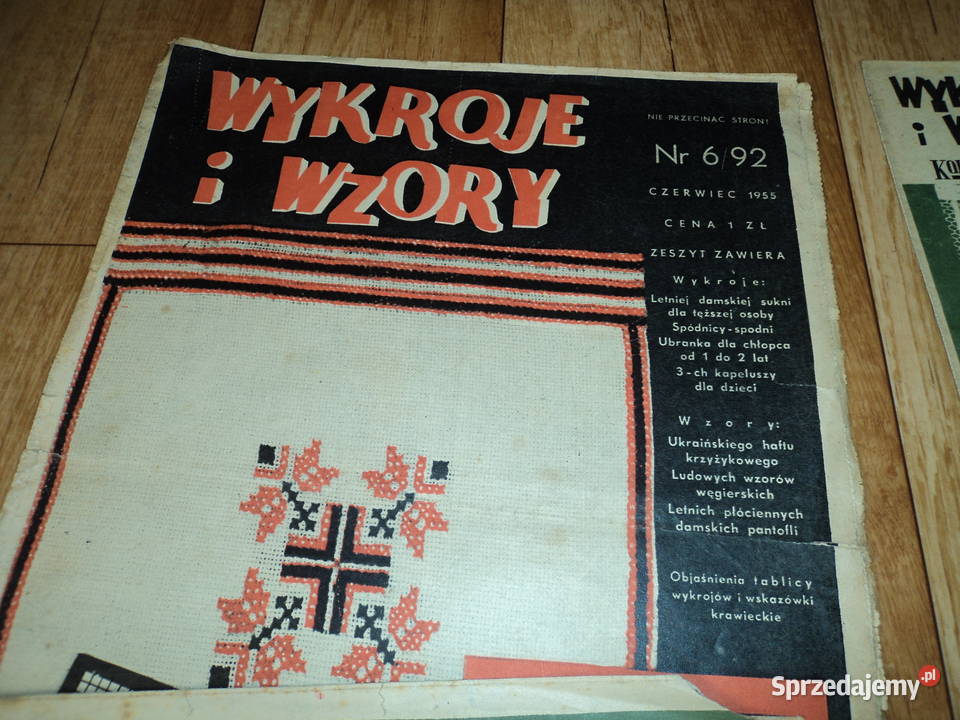 WYKROJE
i WZORY
NIE PRZECINAĆ STRON!
Nr 6/92
CZERWIEC 1955
CENA 1 ZŁ
ZESZYT ZAWIERA
Wykroje:
Letniej damskiej sukni
dla tęższej osoby
Spódnicy-spodni
Ubranka dla chłopca
od 1 do 2 lat
3-ch kapeluszy
dla dzieci
Wzory:
Ukraińskiego haftu
krzyżykowego
Ludowych wzorów
węgierskich
Letnich płóciennych
damskich pantofli
Objaśnienia tablicy
wykrojów i wskazówki
krawieckie
Sprzedajemy.pl